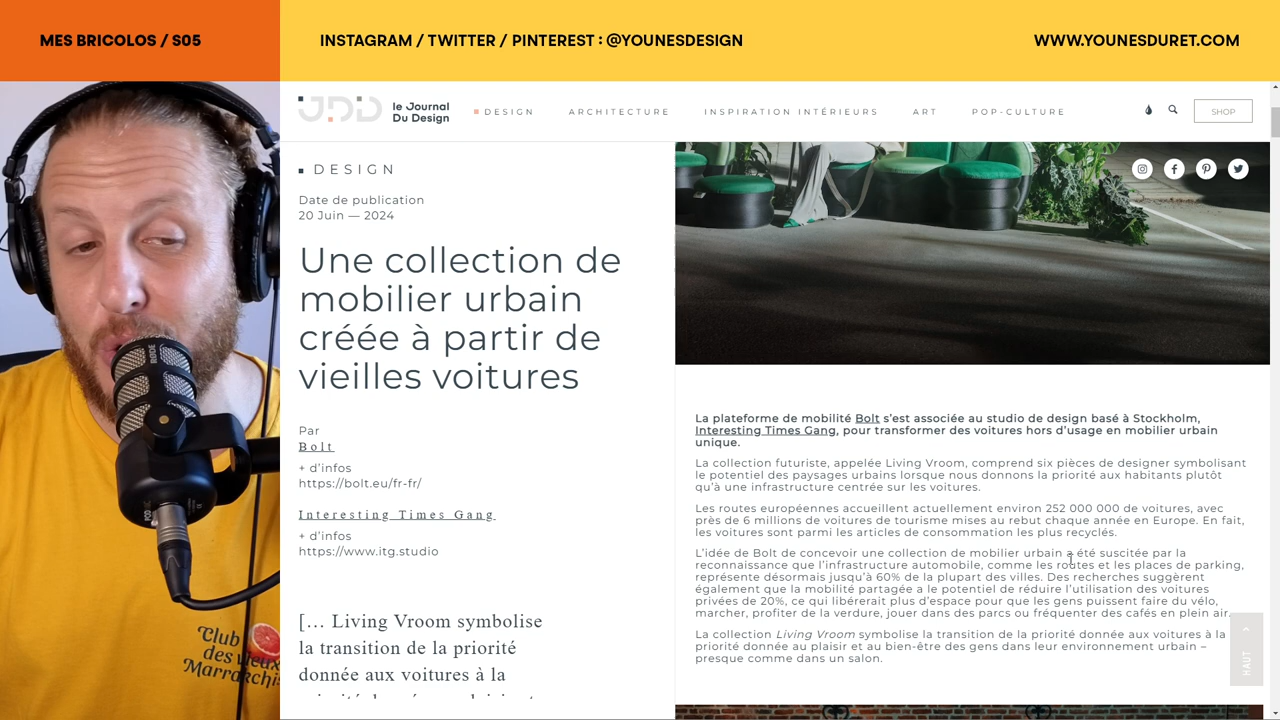 MES BRICOLOS / S05
INSTAGRAM / TWITTER / PINTEREST : @YOUNESDESIGN
WWW.YOUNESDURET.COM
JDD
le Journal
Du Design
DESIGN
ARCHITECTURE
INSPIRATION INTÉRIEURS
ART
POP-CULTURE
SHOP
DESIGN
Date de publication
20 Juin — 2024
Une collection de
mobilier urbain
créée à partir de
vieilles voitures
Par
Bolt
+ d'infos
https://bolt.eu/fr-fr/
Interesting Times Gang
+ d'infos
https://www.itg.studio
[… Living Vroom symbolise
la transition de la priorité
donnée aux voitures à la
La plateforme de mobilité Bolt s'est associée au studio de design basé à Stockholm,
Interesting Times Gang, pour transformer des voitures hors d'usage en mobilier urbain
unique.
La collection futuriste, appelée Living Vroom, comprend six pièces de designer symbolisant
le potentiel des paysages urbains lorsque nous donnons la priorité aux habitants plutôt
qu'à une infrastructure centrée sur les voitures.
Les routes européennes accueillent actuellement environ 252 000 000 de voitures, avec
près de 6 millions de voitures de tourisme mises au rebut chaque année en Europe. En fait,
les voitures sont parmi les articles de consommation les plus recyclés.
L'idée de Bolt de concevoir une collection de mobilier urbain a été suscitée par la
reconnaissance que l'infrastructure automobile, comme les routes et les places de parking,
représente désormais jusqu'à 60% de la plupart des villes. Des recherches suggèrent
également que la mobilité partagée a le potentiel de réduire l'utilisation des voitures
privées de 20%, ce qui libérerait plus d'espace pour que les gens puissent faire du vélo,
marcher, profiter de la verdure, jouer dans des parcs ou fréquenter des cafés en plein air.
La collection Living Vroom symbolise la transition de la priorité donnée aux voitures à la
priorité donnée au plaisir et au bien-être des gens dans leur environnement urbain –
presque comme dans un salon.
HAUT
RODE
Club
des vieux
Marrakchis